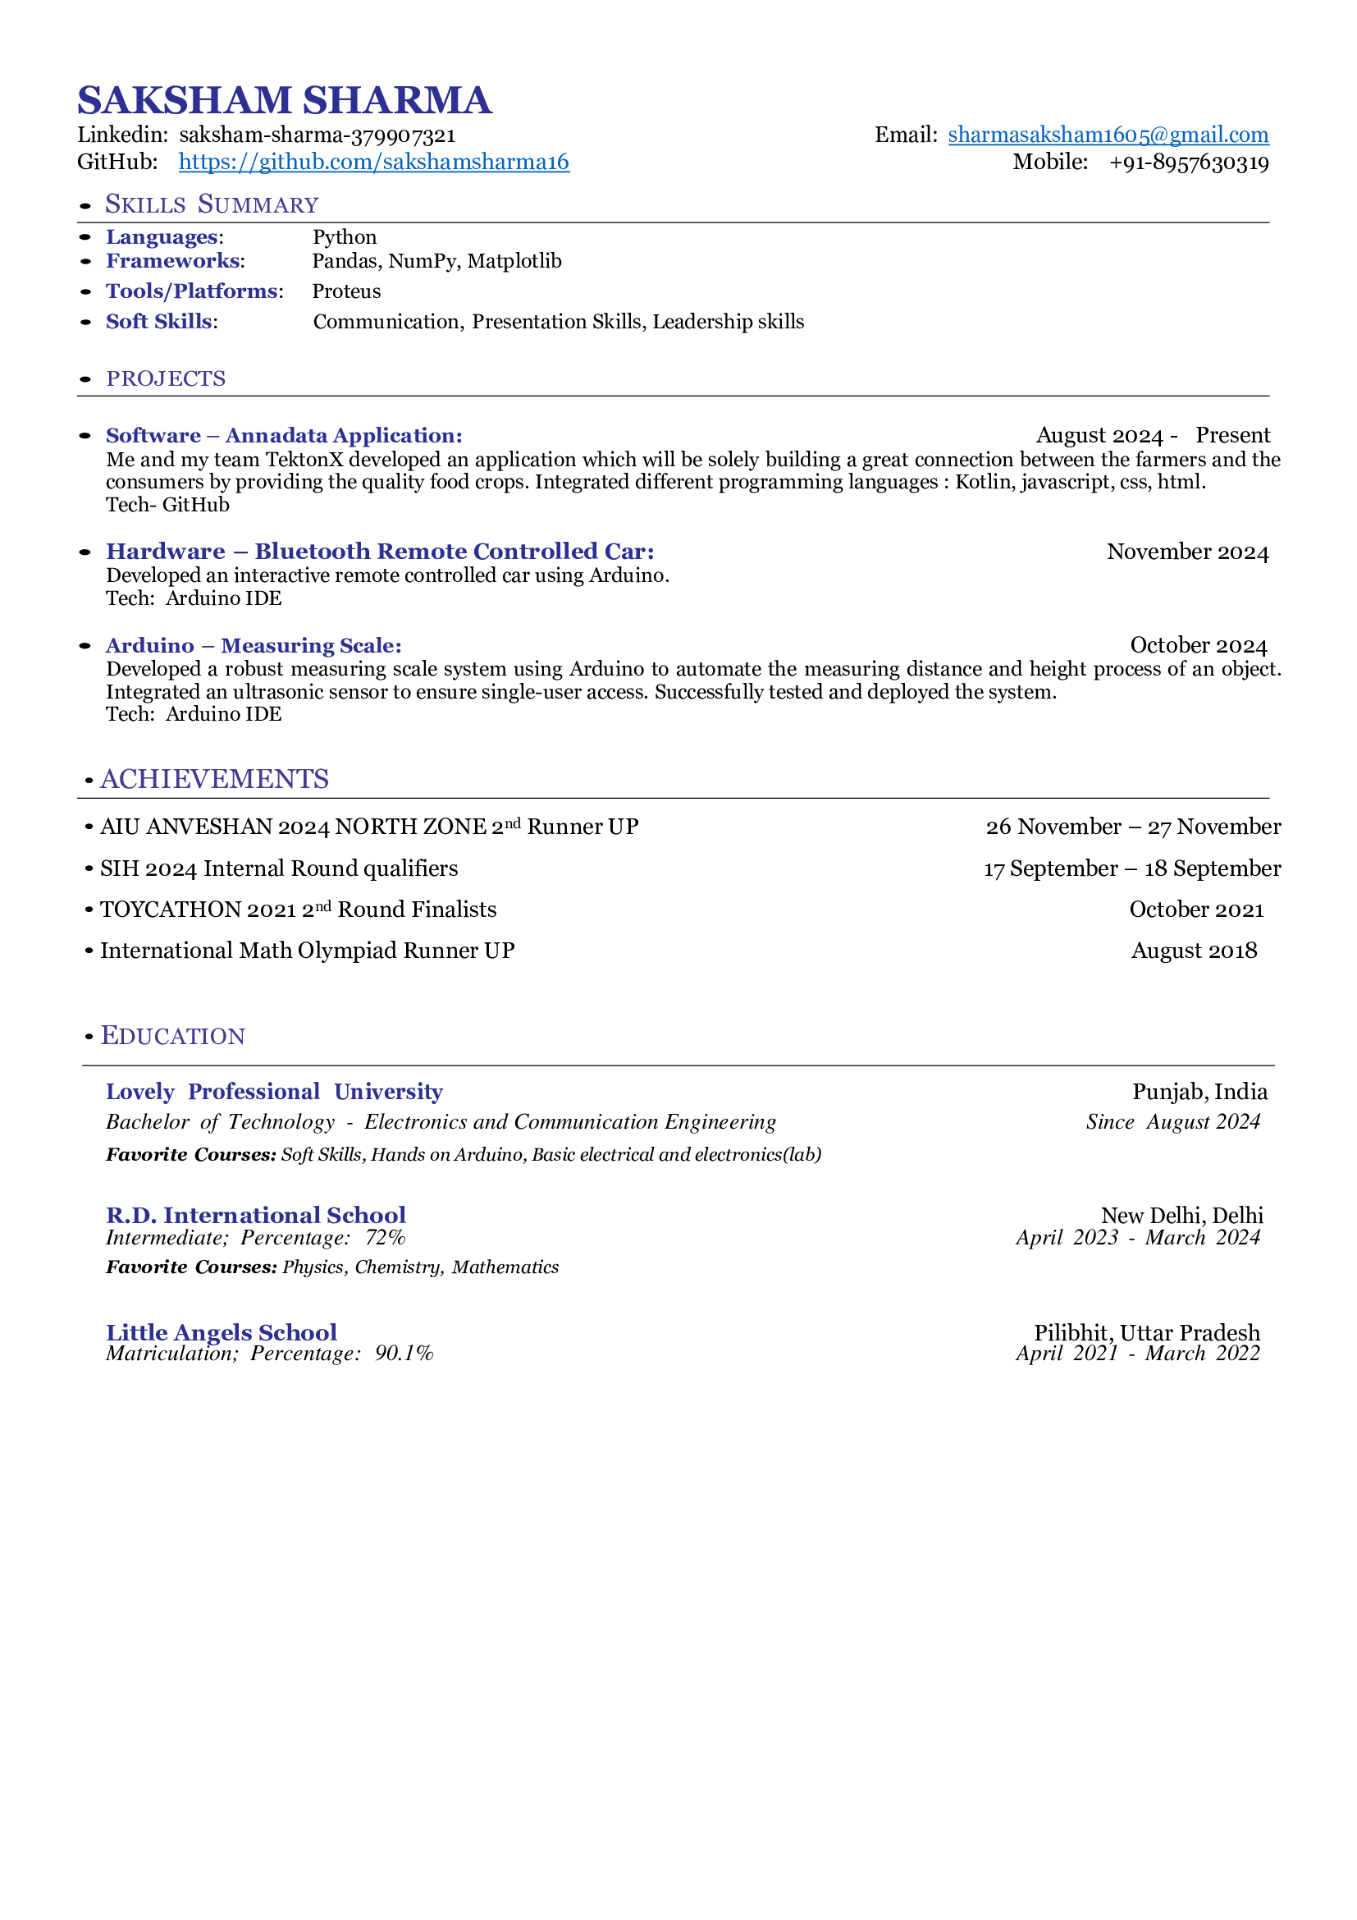 SAKSHAM SHARMA
Linkedin: saksham-sharma-379907321 Email: sharmasaksham1605@gmail.com
GitHub: https://github.com/sakshamsharma16 Mobile: +91-8957630319
• SKILLS SUMMARY
• Languages: Python
• Frameworks: Pandas, NumPy, Matplotlib
• Tools/Platforms: Proteus
• Soft Skills: Communication, Presentation Skills, Leadership skills
• PROJECTS
• Software – Annadata Application: August 2024 - Present
Me and my team TektonX developed an application which will be solely building a great connection between the farmers and the
consumers by providing the quality food crops. Integrated different programming languages : Kotlin, javascript, css, html.
Tech- GitHub
• Hardware – Bluetooth Remote Controlled Car: November 2024
Developed an interactive remote controlled car using Arduino.
Tech: Arduino IDE
• Arduino – Measuring Scale: October 2024
Developed a robust measuring scale system using Arduino to automate the measuring distance and height process of an object.
Integrated an ultrasonic sensor to ensure single-user access. Successfully tested and deployed the system.
Tech: Arduino IDE
• ACHIEVEMENTS
• AIU ANVESHAN 2024 NORTH ZONE 2nd Runner UP 26 November – 27 November
• SIH 2024 Internal Round qualifiers 17 September – 18 September
• TOYCATHON 2021 2nd Round Finalists October 2021
• International Math Olympiad Runner UP August 2018
• EDUCATION
Lovely Professional University Punjab, India
Bachelor of Technology - Electronics and Communication Engineering Since August 2024
Favorite Courses: Soft Skills, Hands on Arduino, Basic electrical and electronics(lab)
R.D. International School New Delhi, Delhi
Intermediate; Percentage: 72% April 2023 - March 2024
Favorite Courses: Physics, Chemistry, Mathematics
Little Angels School Pilibhit, Uttar Pradesh
Matriculation; Percentage: 90.1% April 2021 - March 2022